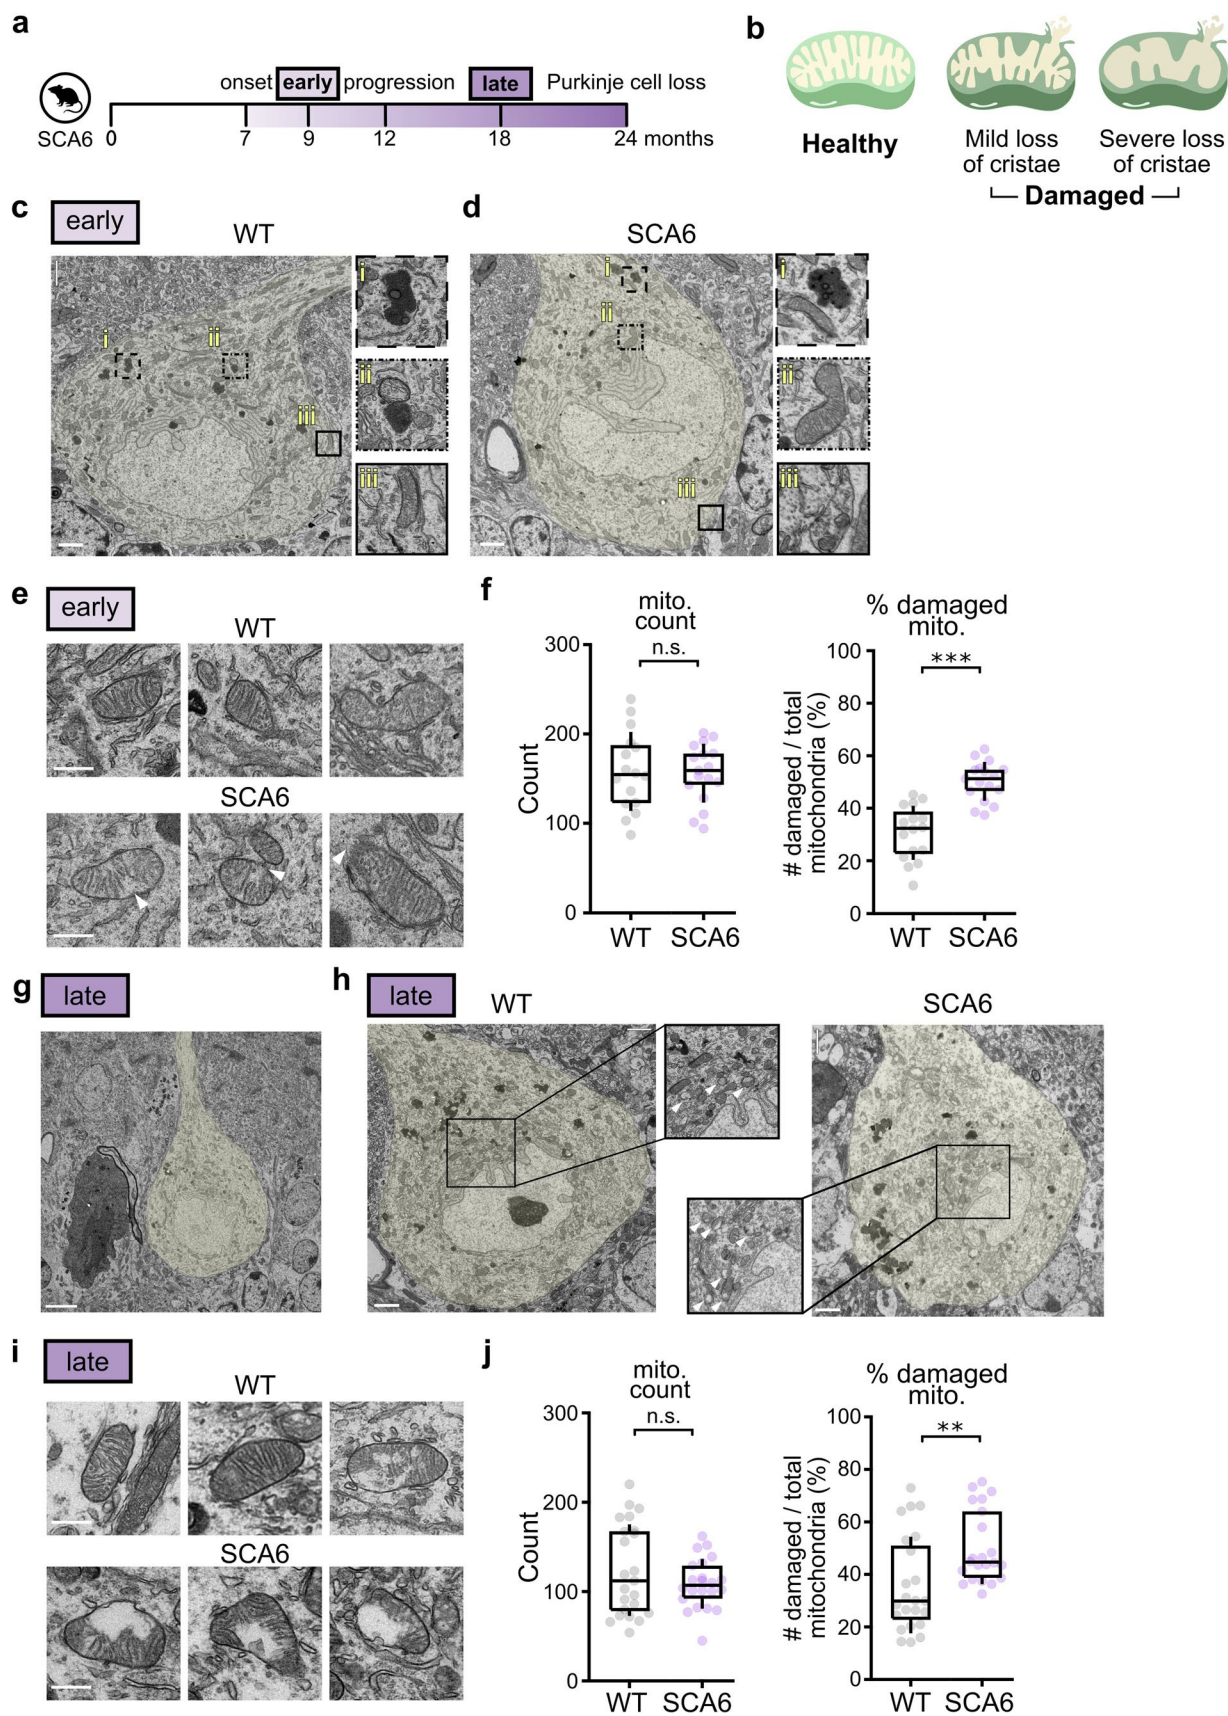 a
onset early progression late Purkinje cell loss
SCA6 0 7 9 12 18 24 months
b
Healthy
Mild loss
of cristae
Severe loss
of cristae
Damaged
c
early
WT
i
ii
iii
i
ii
iii
d
SCA6
i
ii
iii
i
ii
iii
e
early
WT
SCA6
f
mito.
count
n.s.
300
200
100
0
Count
WT SCA6
% damaged
mito.
***
100
80
60
40
20
0
# damaged / total
mitochondria (%)
WT SCA6
g
late
h
late
WT
SCA6
i
late
WT
SCA6
j
mito.
count
n.s.
300
200
100
0
Count
WT SCA6
% damaged
mito.
**
100
80
60
40
20
0
# damaged / total
mitochondria (%)
WT SCA6